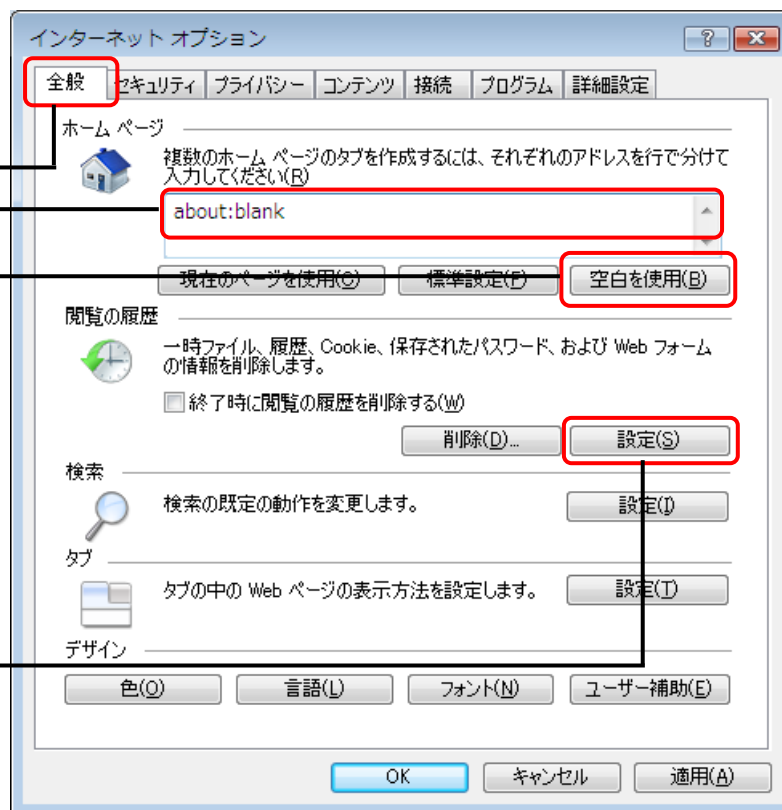 インターネット オプション
全般 セキュリティ プライバシー コンテンツ 接続 プログラム 詳細設定
ホーム ページ
複数のホーム ページのタブを作成するには、それぞれのアドレスを行で分けて
入力してください(R)
about:blank
現在のページを使用(C) 標準設定(F) 空白を使用(B)
閲覧の履歴
一時ファイル、履歴、Cookie、保存されたパスワード、および Web フォーム
の情報を削除します。
終了時に閲覧の履歴を削除する(W)
削除(D)... 設定(S)
検索
検索の既定の動作を変更します。 設定(I)
タブ
タブの中の Web ページの表示方法を設定します。 設定(T)
デザイン
色(O) 言語(L) フォント(N) ユーザー補助(E)
OK キャンセル 適用(A)